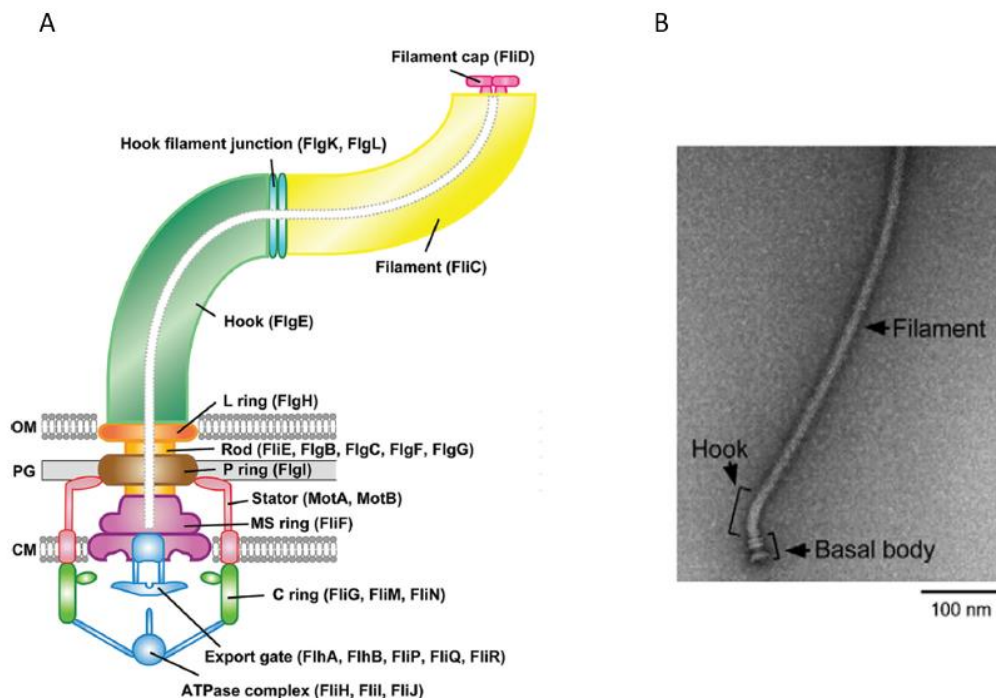 A
B
Filament cap (FliD)
Hook filament junction (FlgK, FlgL)
Filament (FliC)
Hook (FlgE)
L ring (FlgH)
OM
Rod (FliE, FlgB, FlgC, FlgF, FlgG)
PG
P ring (FlgI)
Stator (MotA, MotB)
MS ring (FliF)
CM
C ring (FliG, FliM, FliN)
Export gate (FlhA, FlhB, FliP, FliQ, FliR)
ATPase complex (FliH, FliI, FliJ)
Filament
Hook
Basal body
100 nm